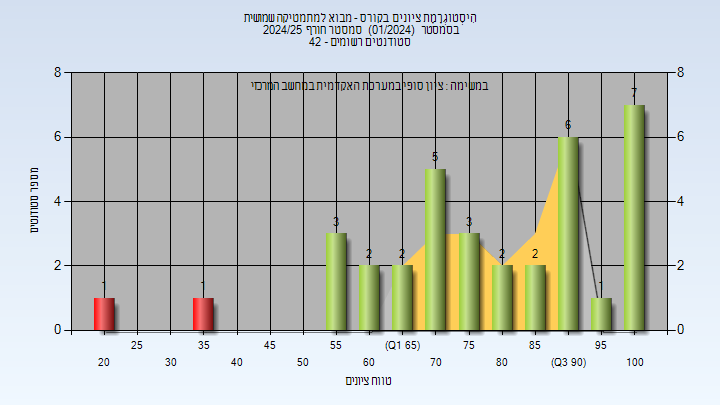 היסטוגרמת ציונים בקורס - מבוא למתמטיקה שמושית
בסמסטר (01/2024) סמסטר חורף 2024/25
סטודנטים רשומים - 42
במשימה : ציון סופי במערכת האקדמית במחשב המרכזי
8 8
7
6 6 6
5
4 4
3 3
2 2 2 2 2 2 2
1 1 1
0 0
מספר סטודנטים
25 35 45 55 (Q1 65) 75 85 95
20 30 40 50 60 70 80 (Q3 90) 100
טווח ציונים